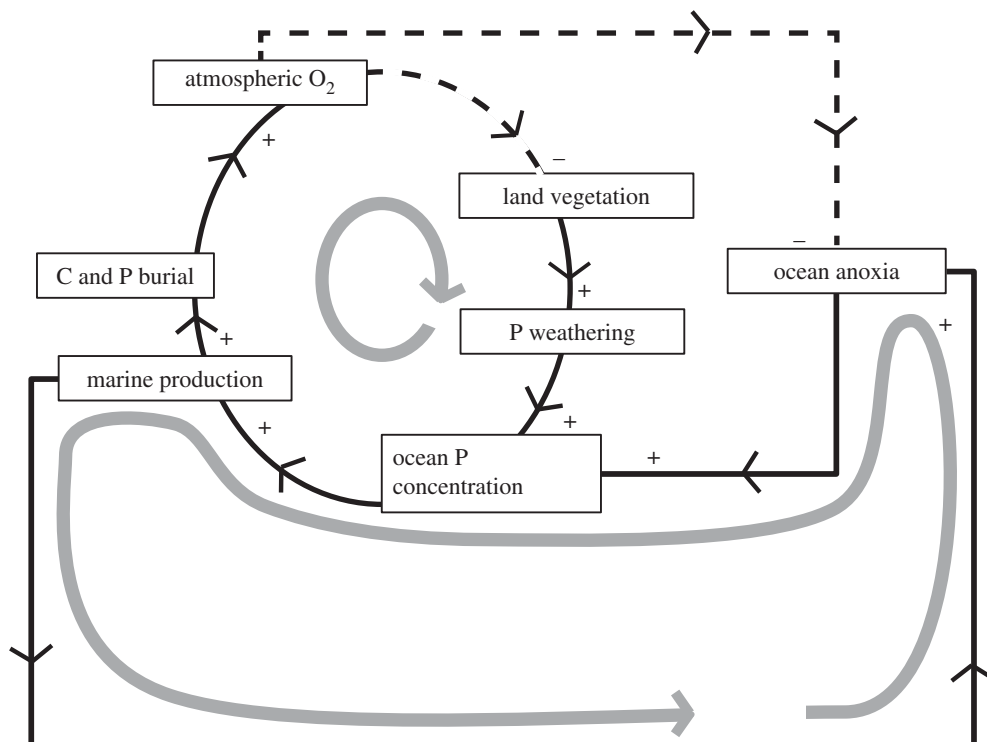 atmospheric O₂
+
−
land vegetation
−
ocean anoxia
C and P burial
+
+
P weathering
+
marine production
+
+
ocean P
concentration
+